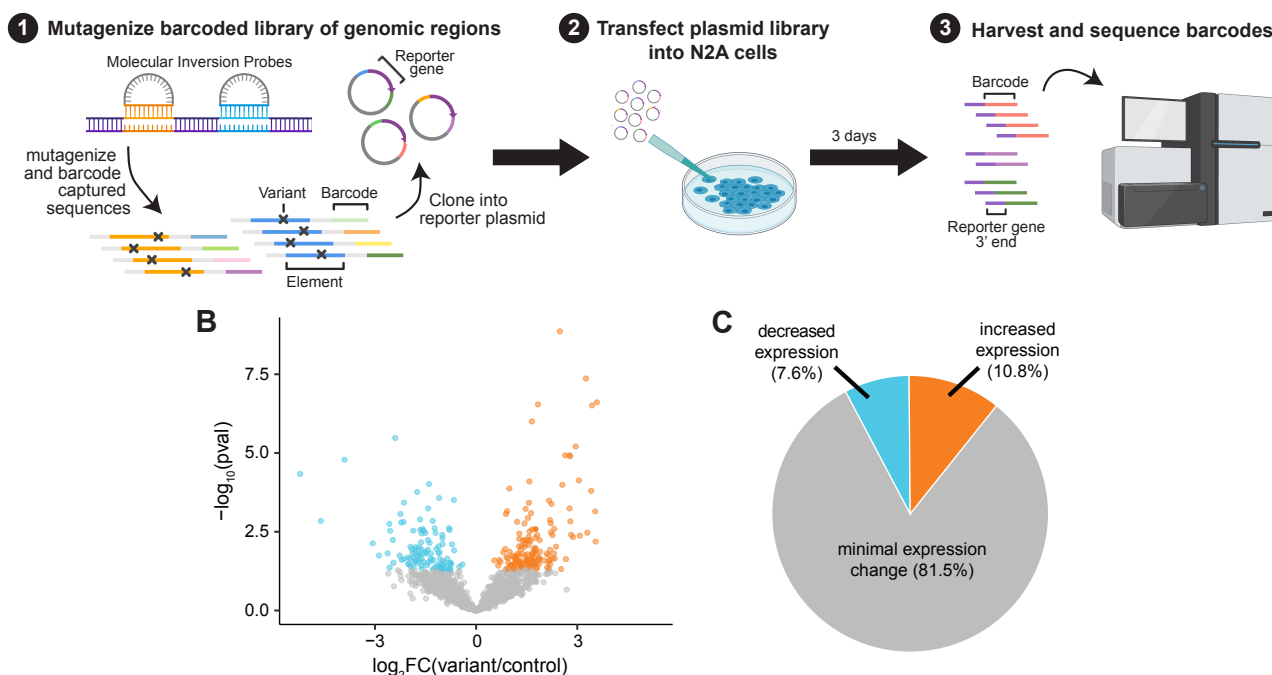 1 Mutagenize barcoded library of genomic regions
Molecular Inversion Probes
Reporter
gene
mutagenize
and barcode
captured
sequences
Variant
Barcode
Clone into
reporter plasmid
Element
2 Transfect plasmid library
into N2A cells
3 days
3 Harvest and sequence barcodes
Barcode
Reporter gene
3' end
B
−log10(pval)
7.5
5.0
2.5
0.0
−3
0
3
log2FC(variant/control)
C
decreased
expression
(7.6%)
increased
expression
(10.8%)
minimal expression
change (81.5%)